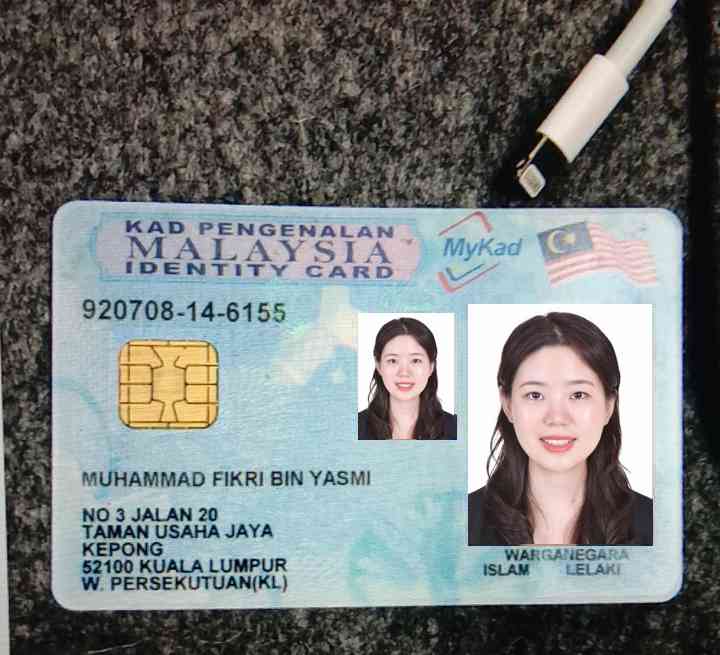 KAD PENGENALAN
MALAYSIA
IDENTITY CARD
MyKad
920708-14-6155
MUHAMMAD FIKRI BIN YASMI
NO 3 JALAN 20
TAMAN USAHA JAYA
KEPONG
52100 KUALA LUMPUR
W. PERSEKUTUAN(KL)
WARGANEGARA
ISLAM LELAKI